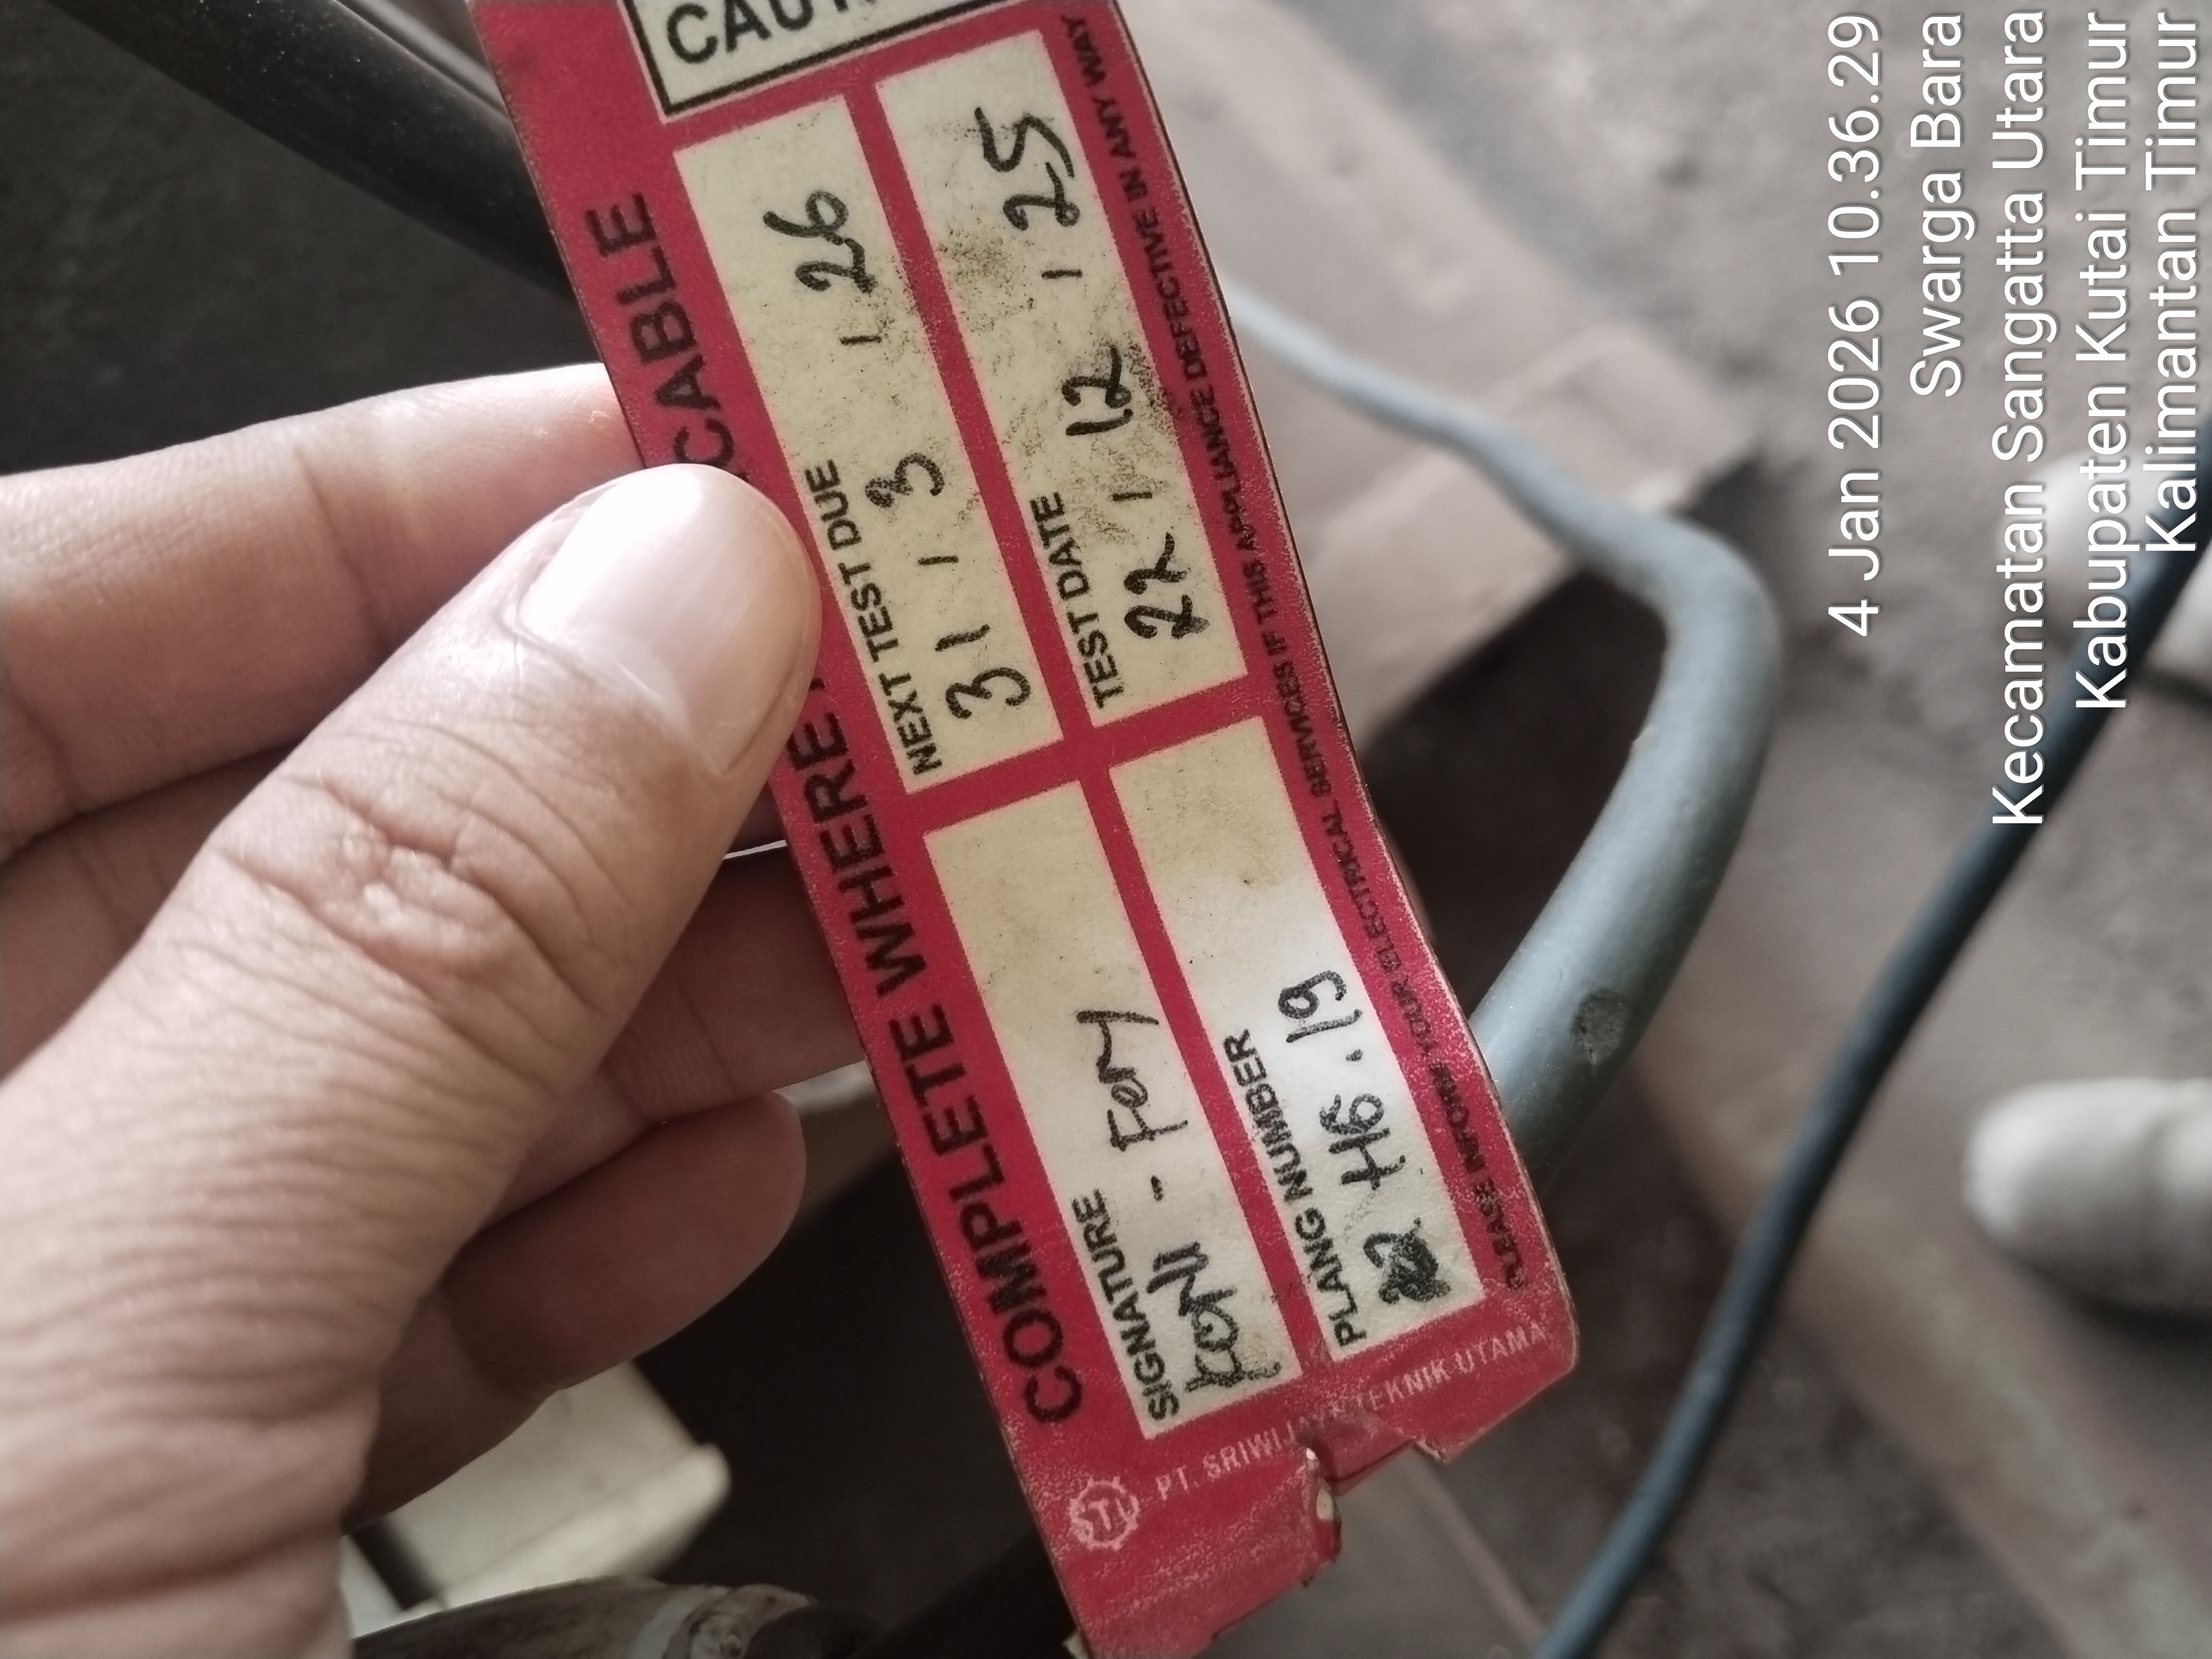 CAUT
COMPLETE WHERE
CABLE
SIGNATURE
NEXT TEST DUE
- Fery
31 / 3 / 26
PLANG NUMBER
TEST DATE
H6.19
22 / 12 / 25
PLEASE INFORM YOUR ELECTRICAL SERVICES IF THIS APPLIANCE DEFECTIVE IN ANY WAY
PT. SRIWIJAYA TEKNIK UTAMA
4 Jan 2026 10.36.29
Swarga Bara
Kecamatan Sangatta Utara
Kabupaten Kutai Timur
Kalimantan Timur